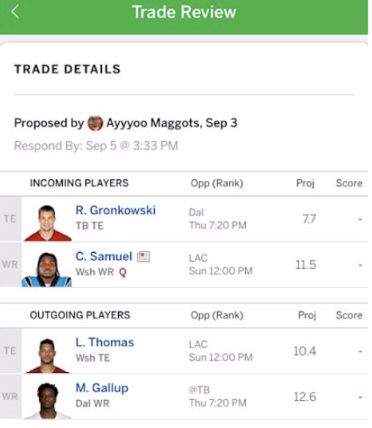 Trade Review
TRADE DETAILS
Proposed by Ayyyoo Maggots, Sep 3
Respond By: Sep 5 @ 3:33 PM
INCOMING PLAYERS Opp (Rank) Proj Score
TE R. Gronkowski Dal 7.7 -
TB TE Thu 7:20 PM
WR C. Samuel LAC 11.5 -
Wsh WR Q Sun 12:00 PM
OUTGOING PLAYERS Opp (Rank) Proj Score
TE L. Thomas LAC 10.4 -
Wsh TE Sun 12:00 PM
WR M. Gallup @TB 12.6 -
Dal WR Thu 7:20 PM